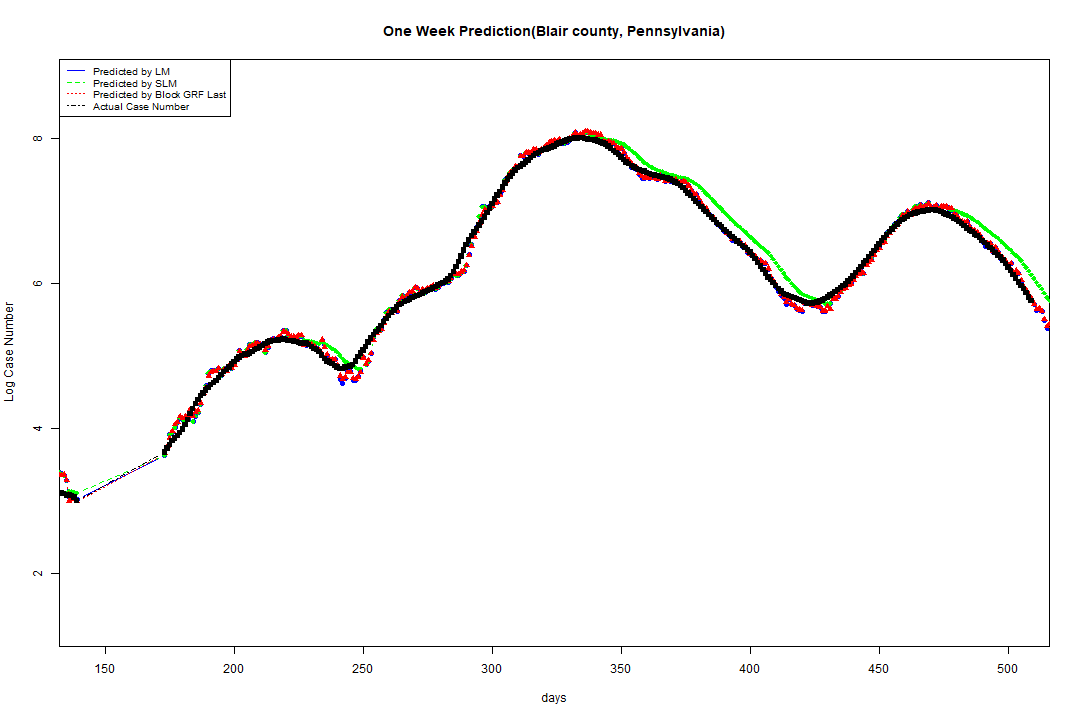 One Week Prediction(Blair county, Pennsylvania)
Predicted by LM
Predicted by SLM
Predicted by Block GRF Last
Actual Case Number
8
6
4
2
Log Case Number
150 200 250 300 350 400 450 500
days